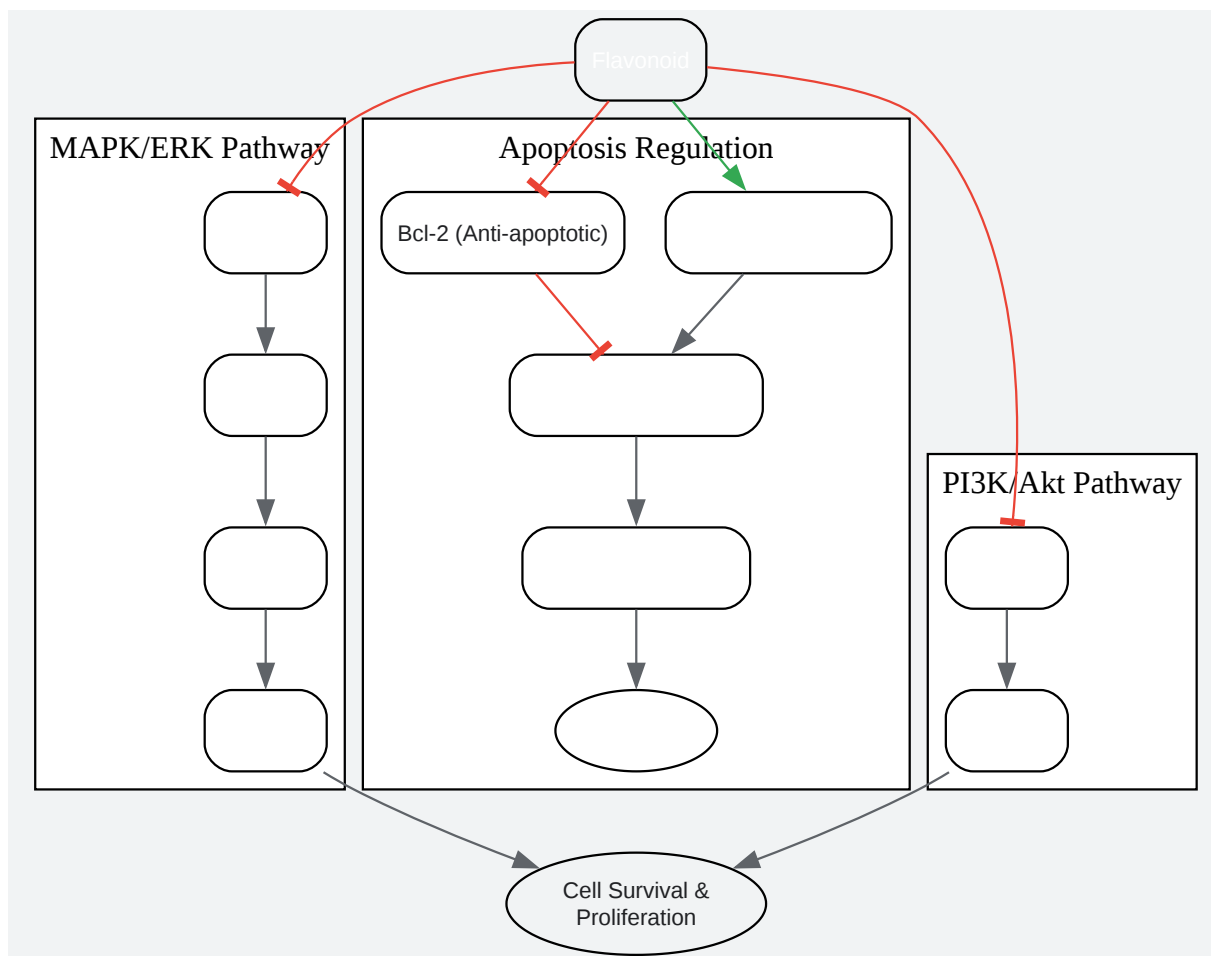 Flavonoid
MAPK/ERK Pathway
Apoptosis Regulation
Bcl-2 (Anti-apoptotic)
PI3K/Akt Pathway
Cell Survival &
Proliferation